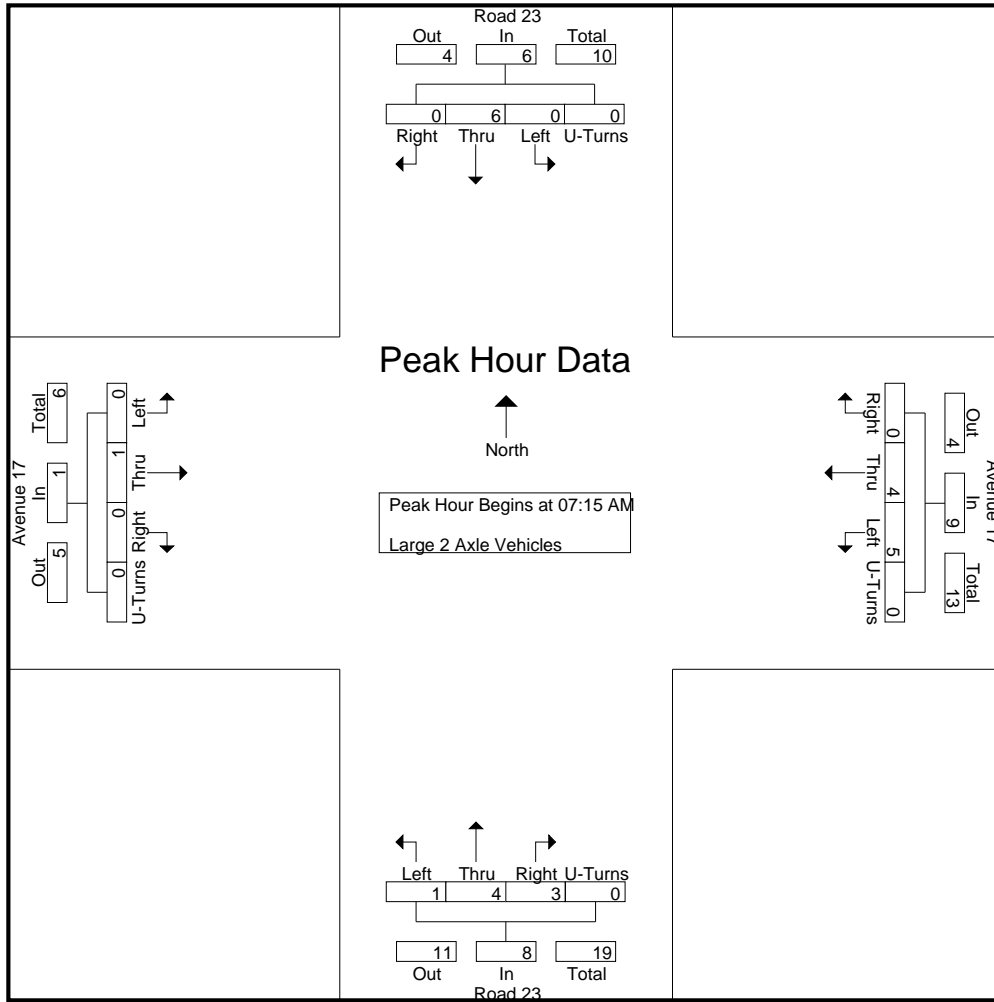 Road 23
Out In Total
4 6 10
0 6 0 0
Right Thru Left U-Turns
Peak Hour Data
North
Peak Hour Begins at 07:15 AM
Large 2 Axle Vehicles
Avenue 17
Out In Total
5 1 6
0 1 0 0
Left Thru Right U-Turns
Avenue 17
Out In Total
4 9 13
0 4 5 0
Right Thru Left U-Turns
Left Thru Right U-Turns
1 4 3 0
11 8 19
Out In Total
Road 23